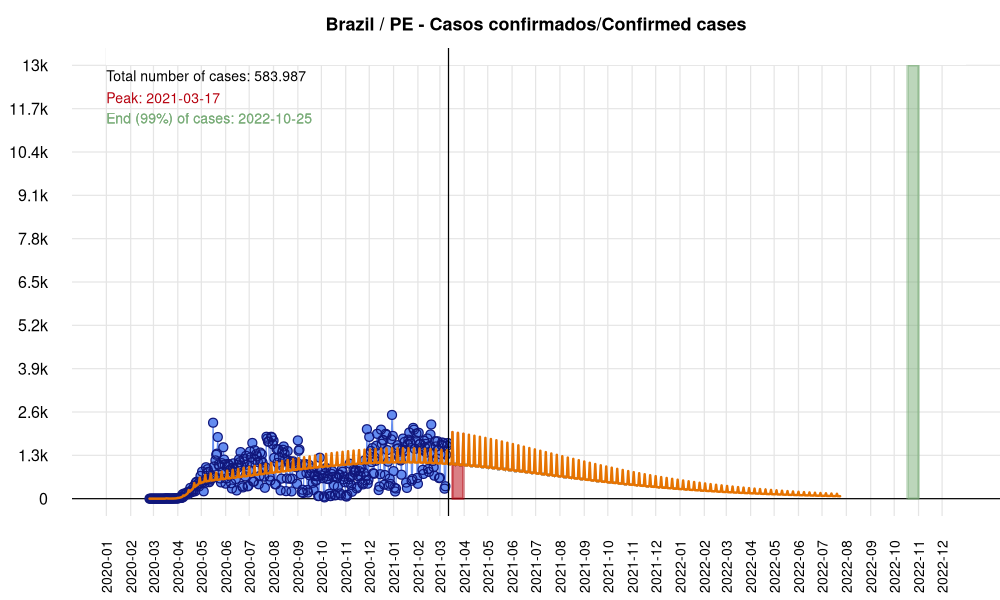 Brazil / PE - Casos confirmados/Confirmed cases
13k
11.7k
10.4k
9.1k
7.8k
6.5k
5.2k
3.9k
2.6k
1.3k
0
Total number of cases: 583.987
Peak: 2021-03-17
End (99%) of cases: 2022-10-25
2020-01
2020-02
2020-03
2020-04
2020-05
2020-06
2020-07
2020-08
2020-09
2020-10
2020-11
2020-12
2021-01
2021-02
2021-03
2021-04
2021-05
2021-06
2021-07
2021-08
2021-09
2021-10
2021-11
2021-12
2022-01
2022-02
2022-03
2022-04
2022-05
2022-06
2022-07
2022-08
2022-09
2022-10
2022-11
2022-12